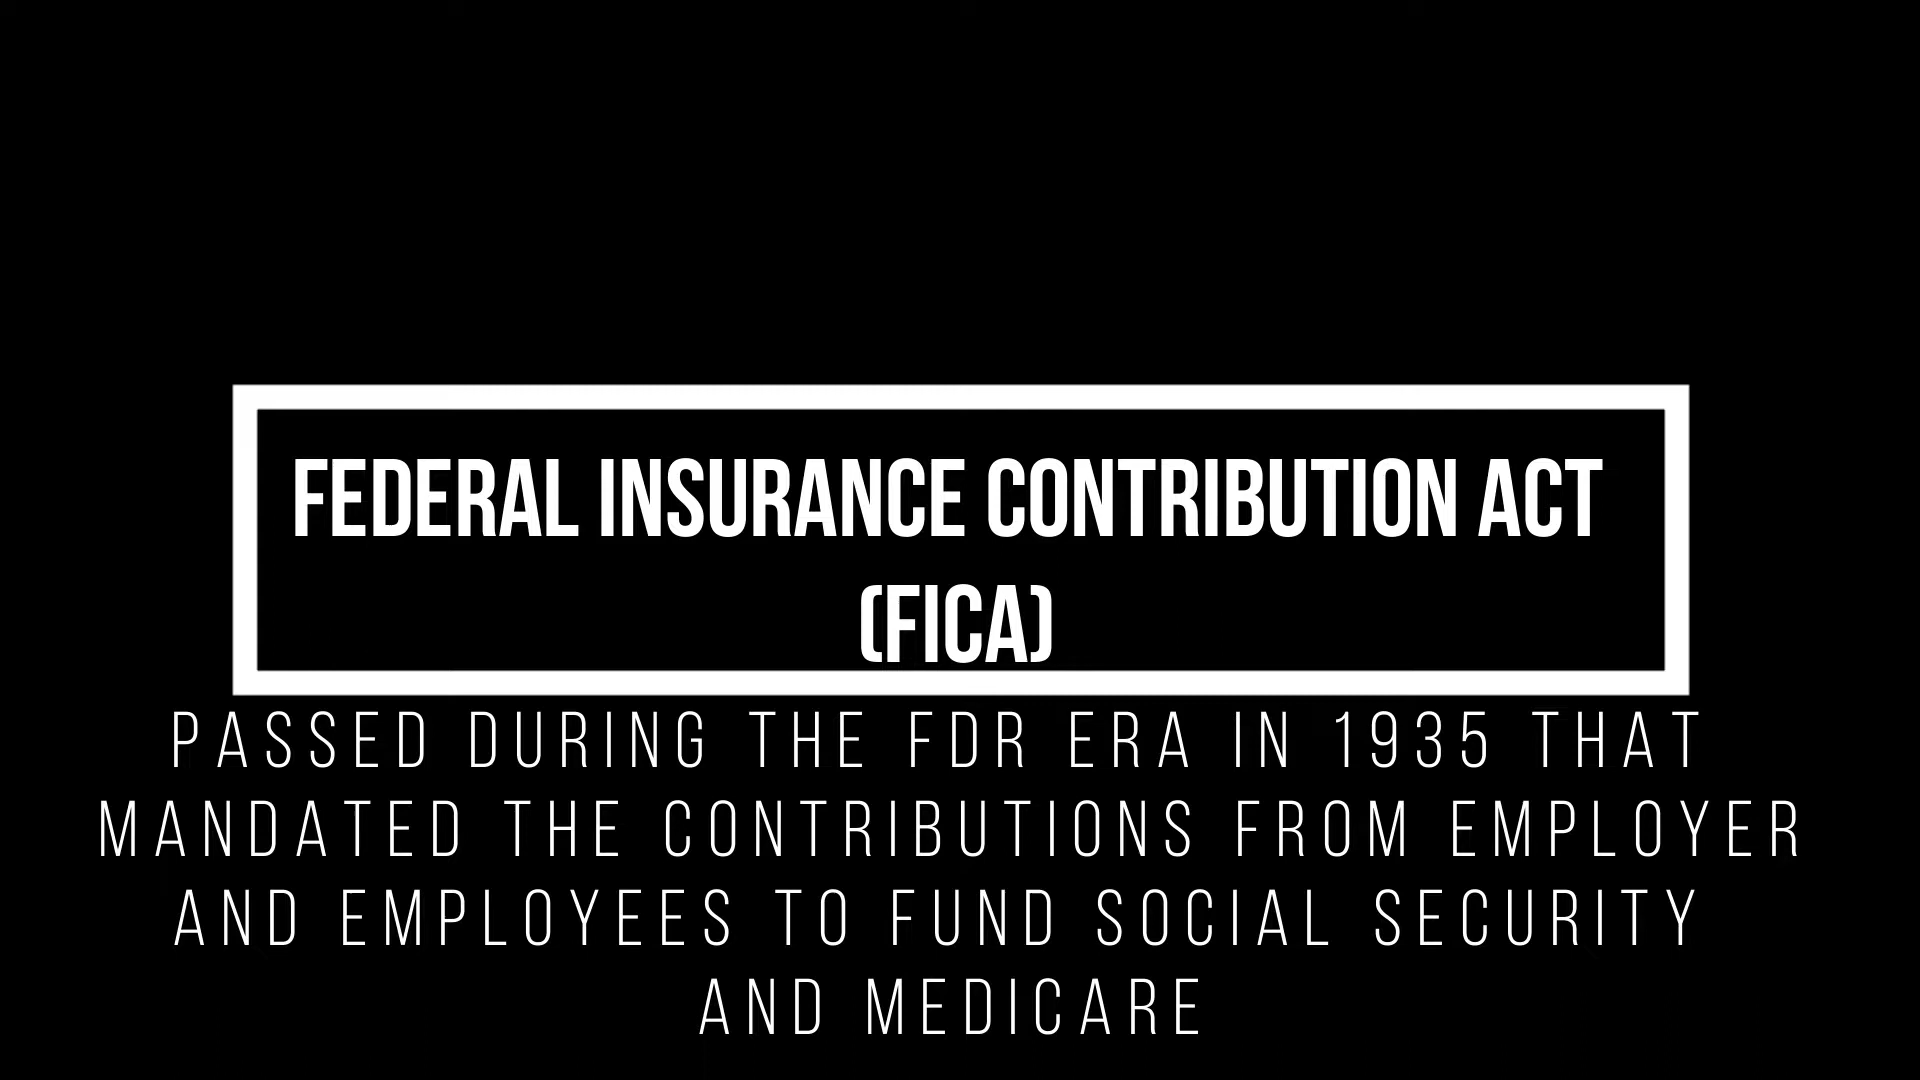 FEDERAL INSURANCE CONTRIBUTION ACT
(FICA)
PASSED DURING THE FDR ERA IN 1935 THAT
MANDATED THE CONTRIBUTIONS FROM EMPLOYER
AND EMPLOYEES TO FUND SOCIAL SECURITY
AND MEDICARE